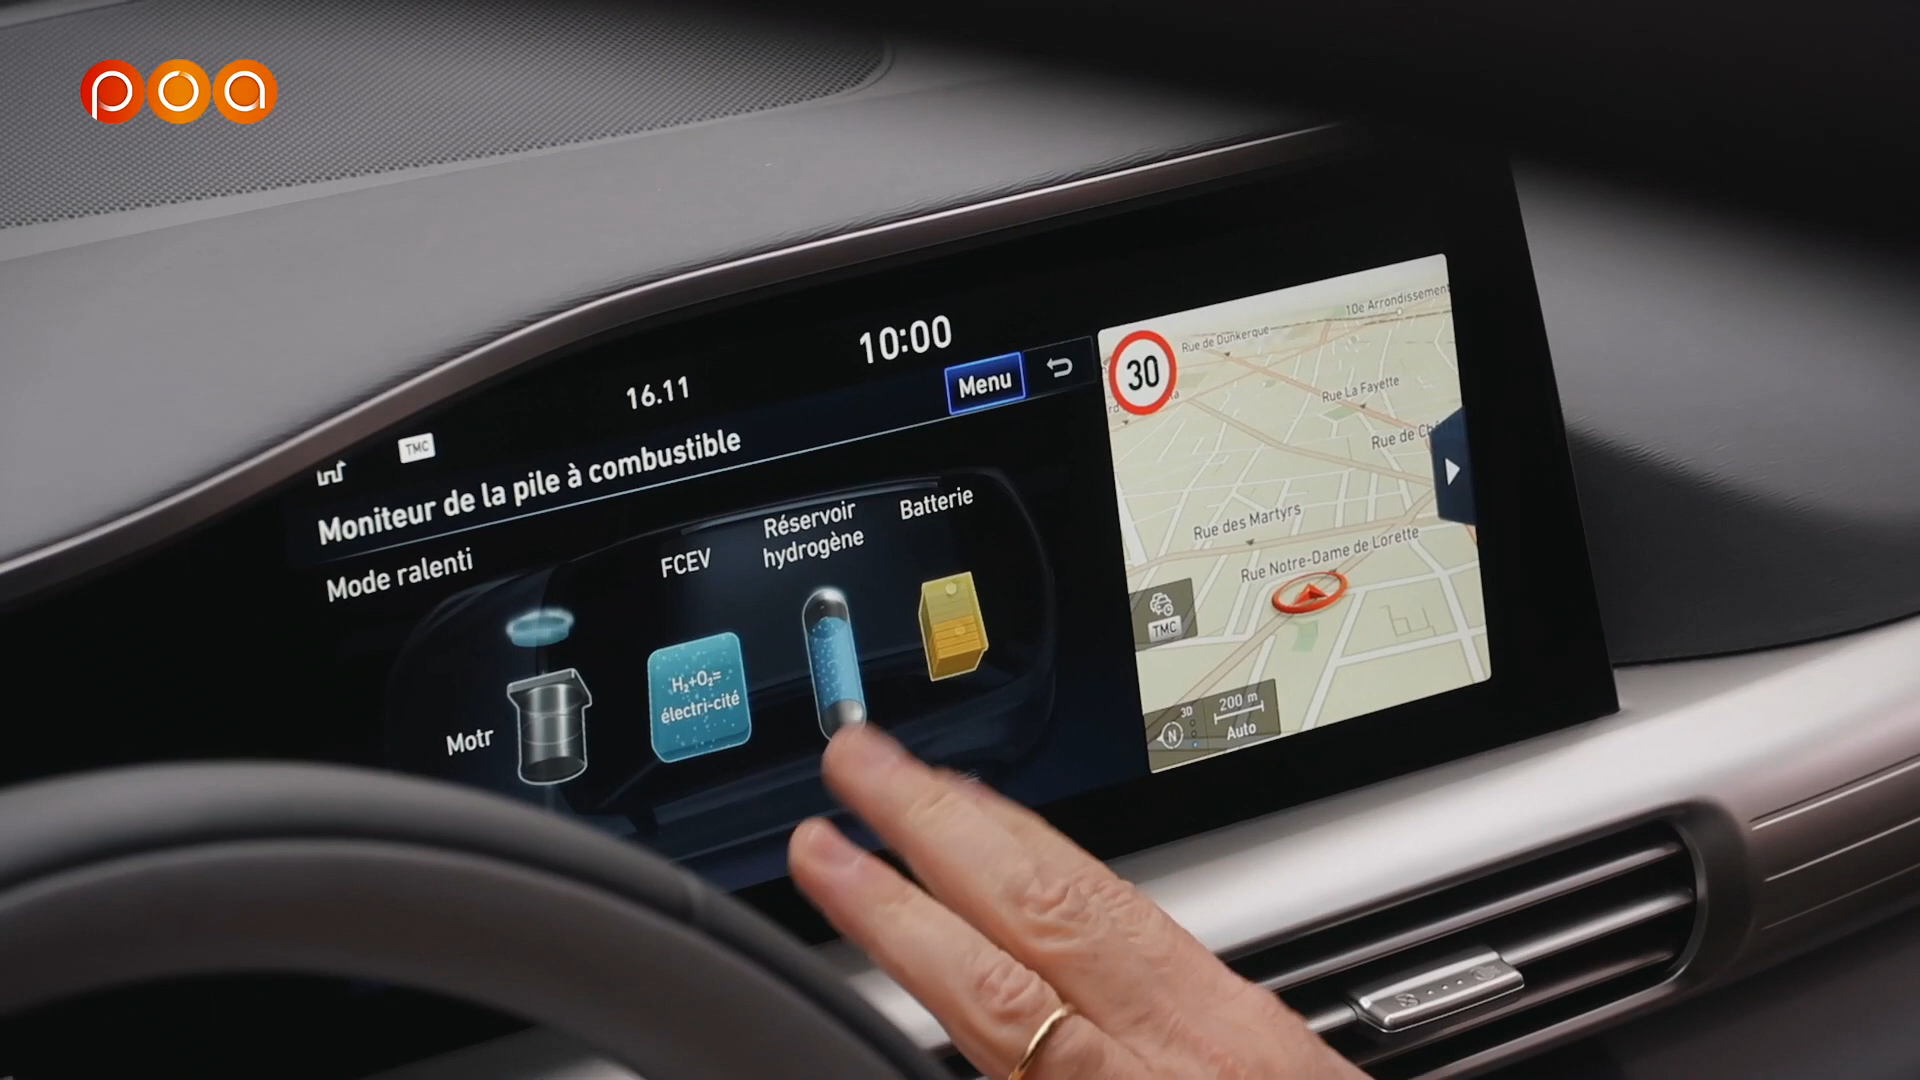 poa
10:00
16.11
Menu
TMC
Moniteur de la pile à combustible
Mode ralenti
FCEV
Réservoir
hydrogène
Batterie
H₂+O₂=
électri-cité
Motr
30
10e Arrondissement
Rue de Dunkerque
Rue La Fayette
Rue de
Rue des Martyrs
Rue Notre-Dame de Lorette
TMC
3D
N
200 m
Auto